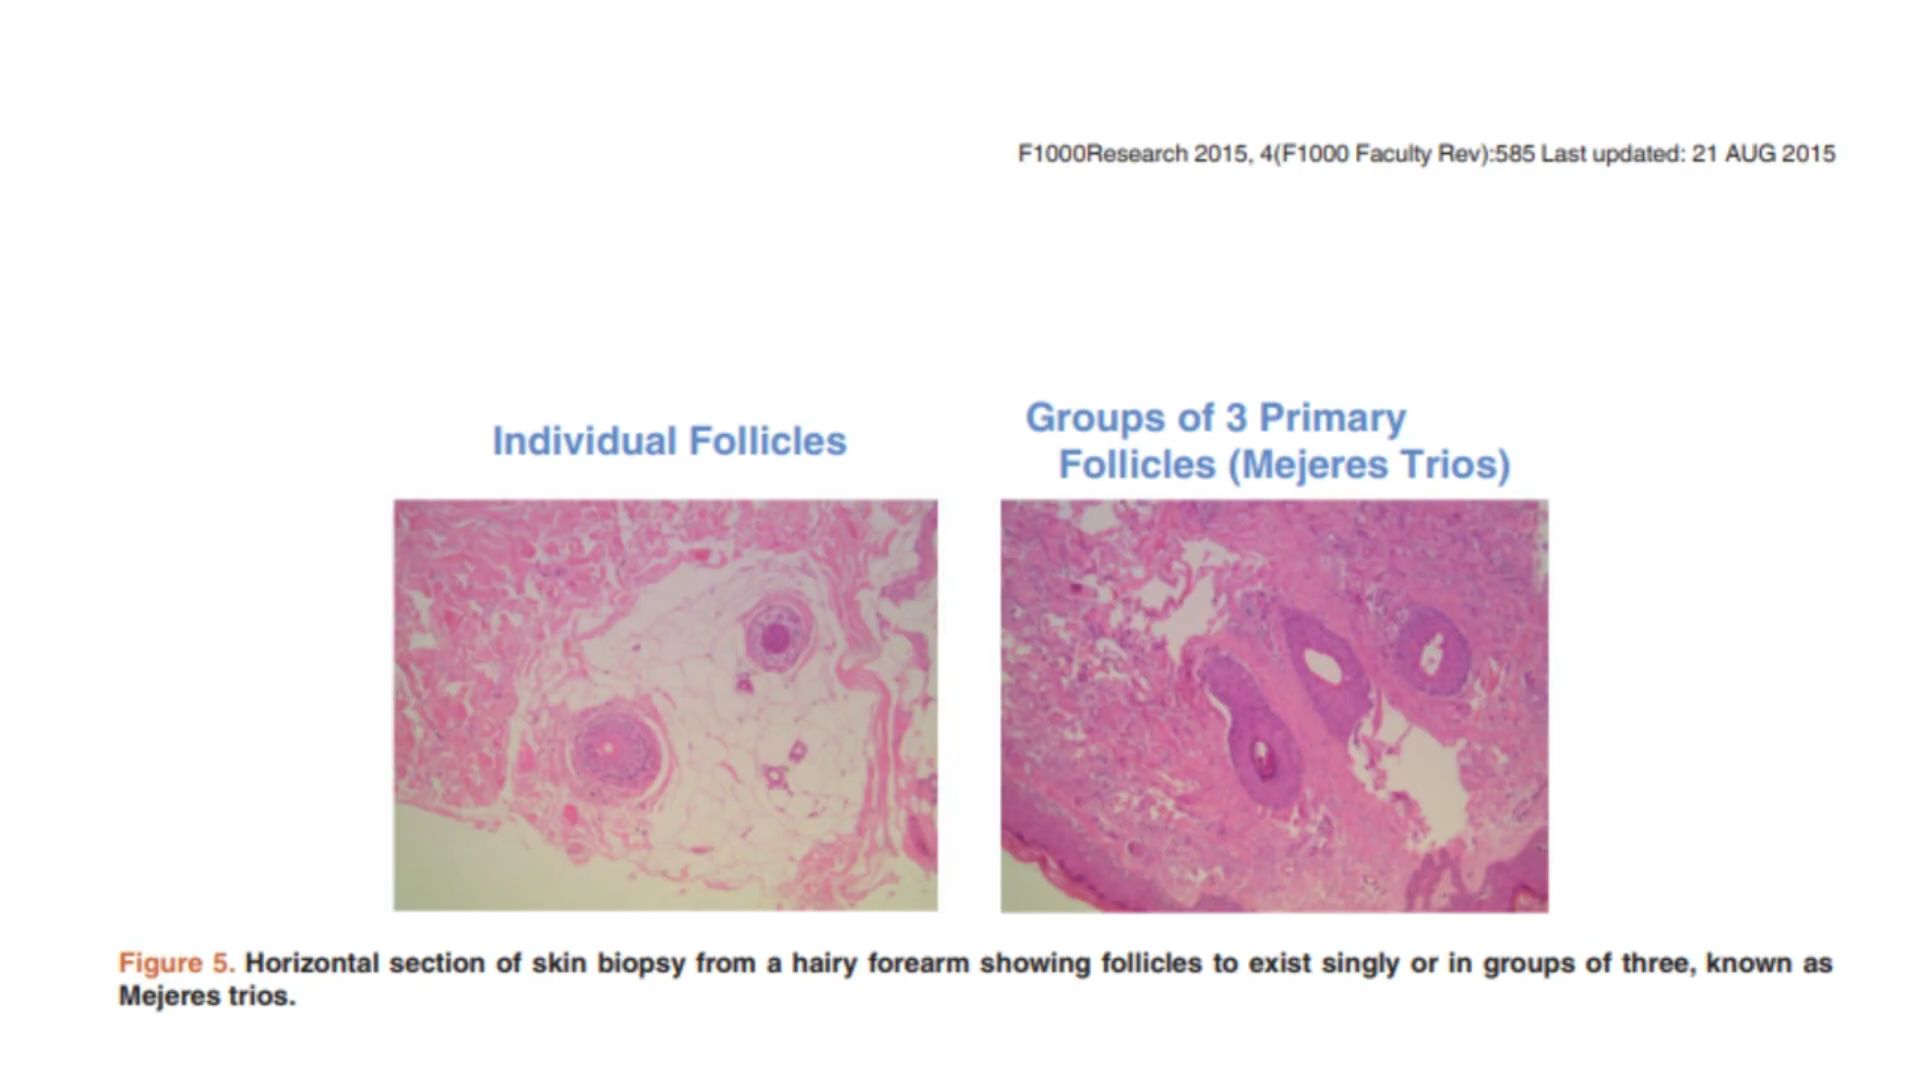 F1000Research 2015, 4(F1000 Faculty Rev):585 Last updated: 21 AUG 2015
Individual Follicles
Groups of 3 Primary
Follicles (Mejeres Trios)
Figure 5. Horizontal section of skin biopsy from a hairy forearm showing follicles to exist singly or in groups of three, known as
Mejeres trios.